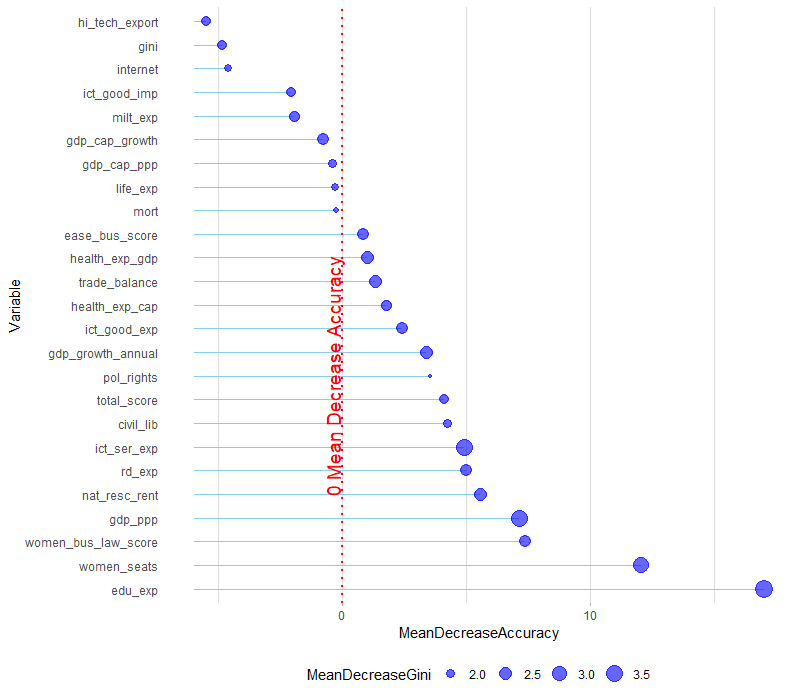 hi_tech_export
gini
internet
ict_good_imp
milt_exp
gdp_cap_growth
gdp_cap_ppp
life_exp
mort
ease_bus_score
health_exp_gdp
trade_balance
health_exp_cap
ict_good_exp
gdp_growth_annual
pol_rights
total_score
civil_lib
ict_ser_exp
rd_exp
nat_resc_rent
gdp_ppp
women_bus_law_score
women_seats
edu_exp
Variable
0 Mean Decrease Accuracy
0 10
MeanDecreaseAccuracy
MeanDecreaseGini 2.0 2.5 3.0 3.5